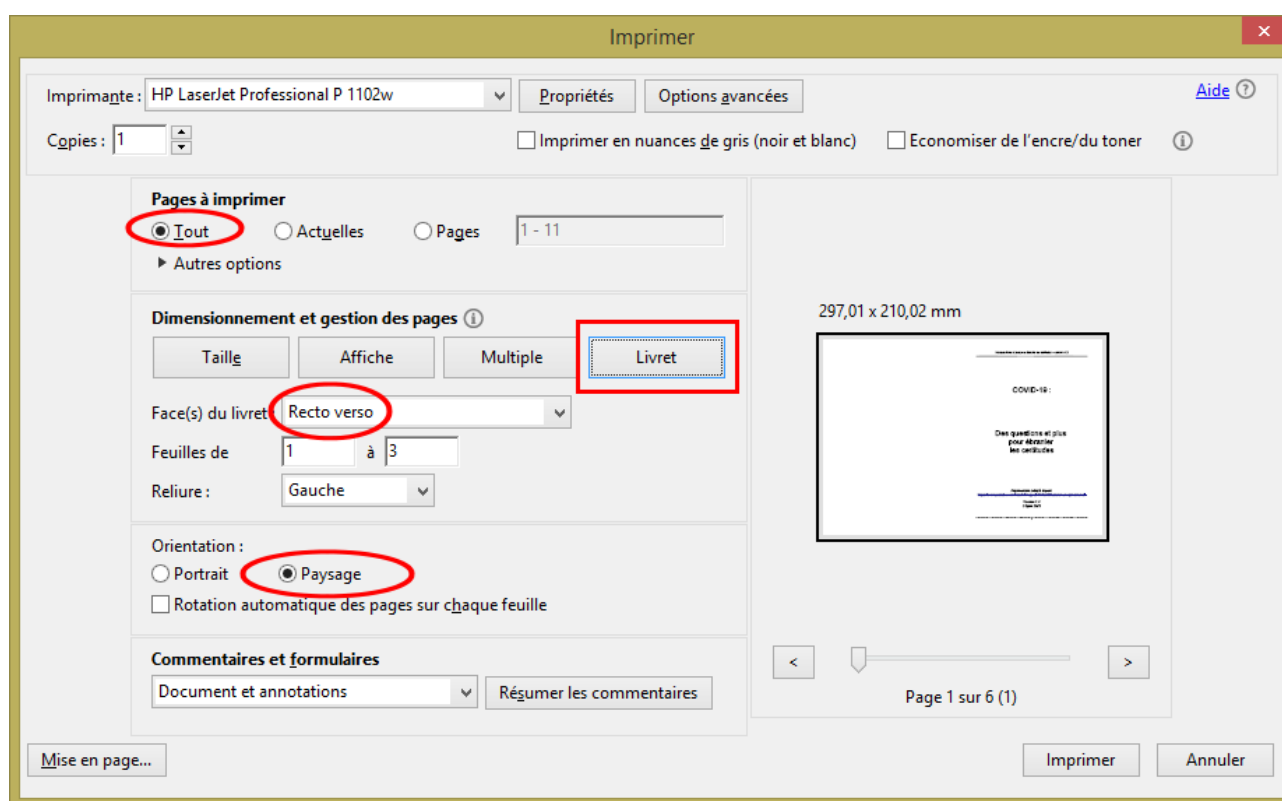 Imprimer
Imprimante : HP LaserJet Professional P 1102w Propriétés Options avancées Aide
Copies : 1 Imprimer en nuances de gris (noir et blanc) Economiser de l'encre/du toner
Pages à imprimer
Tout Actuelles Pages 1 - 11
Autres options
Dimensionnement et gestion des pages
Taille Affiche Multiple Livret
Face(s) du livret : Recto verso
Feuilles de 1 à 3
Reliure : Gauche
Orientation :
Portrait Paysage
Rotation automatique des pages sur chaque feuille
Commentaires et formulaires
Document et annotations Résumer les commentaires
297,01 x 210,02 mm
COVID-19 :
Des questions et plus
pour ébranler
les certitudes
< >
Page 1 sur 6 (1)
Mise en page... Imprimer Annuler